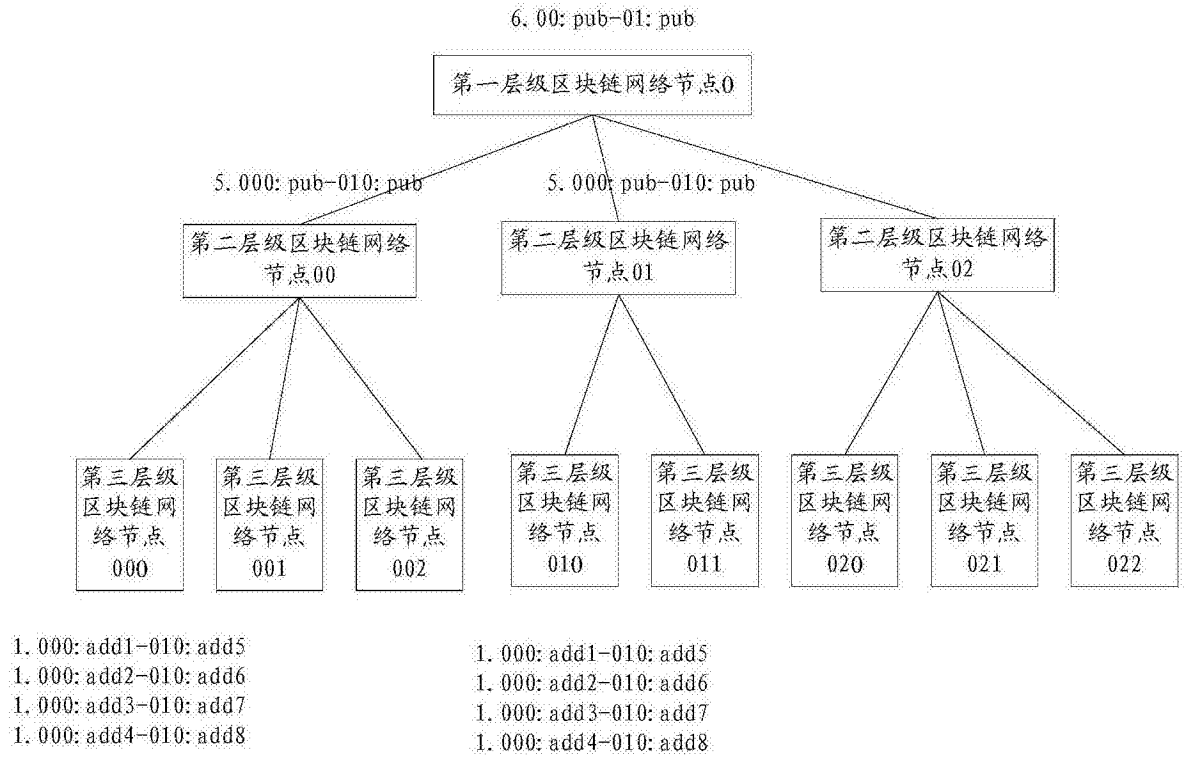 6. 00: pub-01: pub
第一层级区块链网络节点0
5. 000: pub-010: pub
5. 000: pub-010: pub
第二层级区块链网络
节点00
第二层级区块链网络
节点01
第二层级区块链网络
节点02
第三层级
区块链网
络节点
000
第三层级
区块链网
络节点
001
第三层级
区块链网
络节点
002
第三层级
区块链网
络节点
010
第三层级
区块链网
络节点
011
第三层级
区块链网
络节点
020
第三层级
区块链网
络节点
021
第三层级
区块链网
络节点
022
1. 000: add1-010: add5
1. 000: add2-010: add6
1. 000: add3-010: add7
1. 000: add4-010: add8
1. 000: add1-010: add5
1. 000: add2-010: add6
1. 000: add3-010: add7
1. 000: add4-010: add8